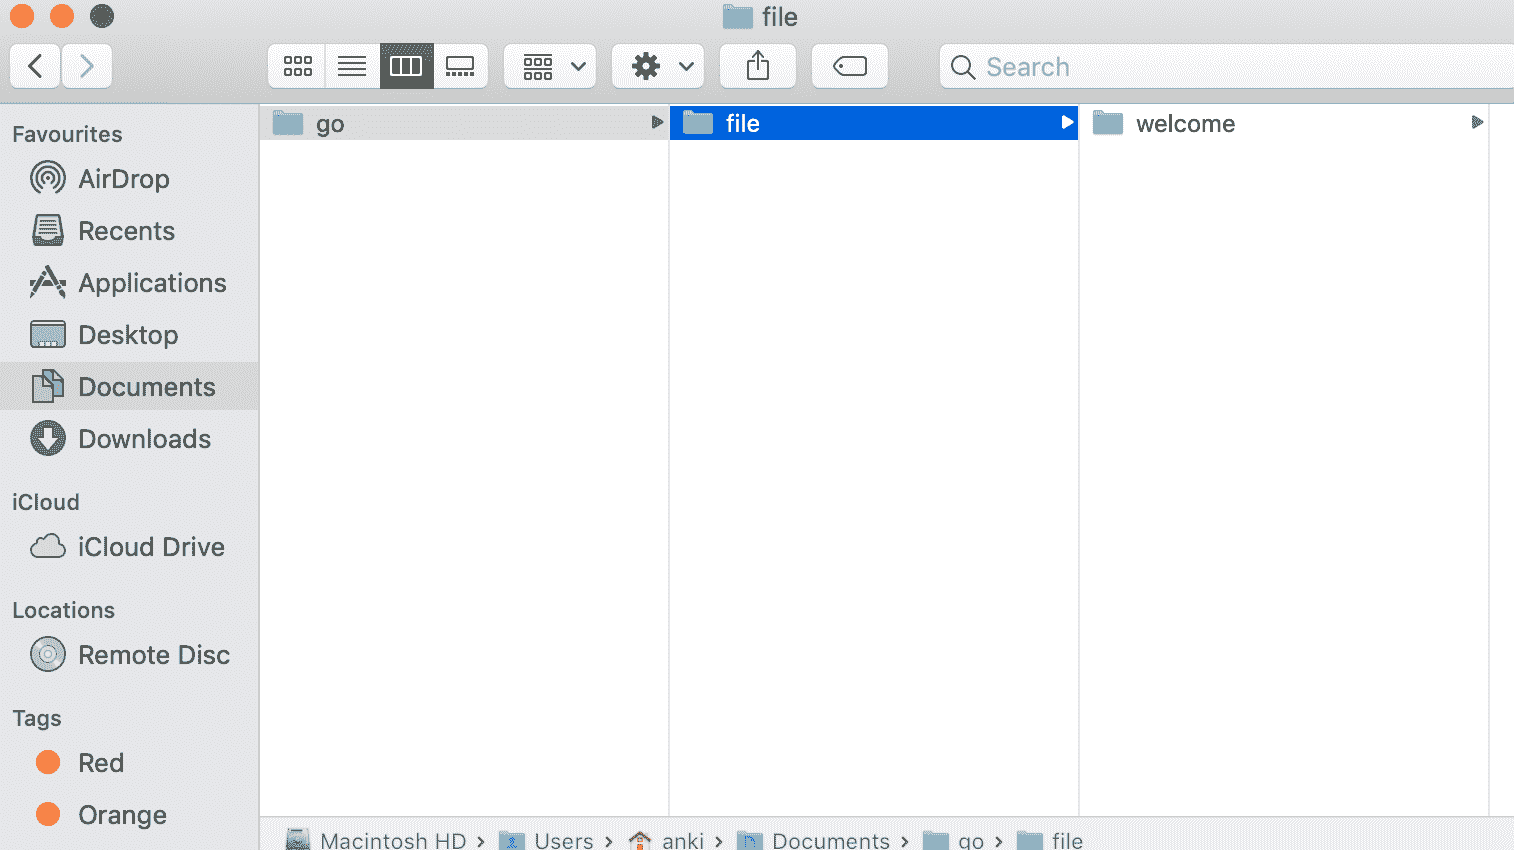 file
Search
Favourites
AirDrop
Recents
Applications
Desktop
Documents
Downloads
iCloud
iCloud Drive
Locations
Remote Disc
Tags
Red
Orange
go
file
welcome
Macintosh HD › Users › anki › Documents › go › file